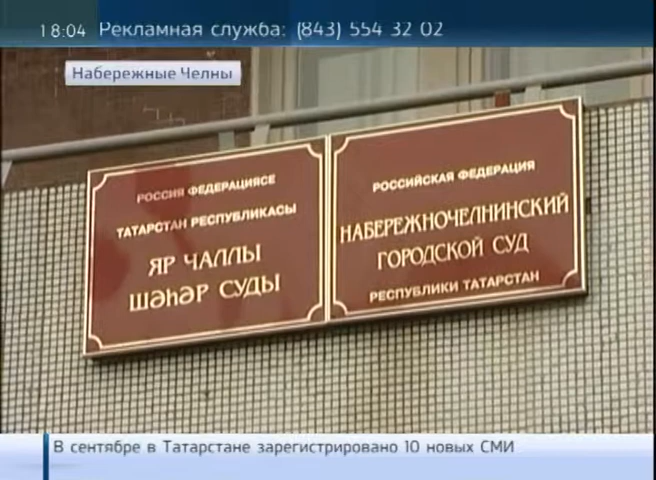 18:04 Рекламная служба: (843) 554 32 02
Набережные Челны
РОССИЯ ФЕДЕРАЦИЯСЕ
ТАТАРСТАН РЕСПУБЛИКАСЫ
ЯР ЧАЛЛЫ
ШӘҺӘР СУДЫ
РОССИЙСКАЯ ФЕДЕРАЦИЯ
НАБЕРЕЖНОЧЕЛНИНСКИЙ
ГОРОДСКОЙ СУД
РЕСПУБЛИКИ ТАТАРСТАН
В сентябре в Татарстане зарегистрировано 10 новых СМИ